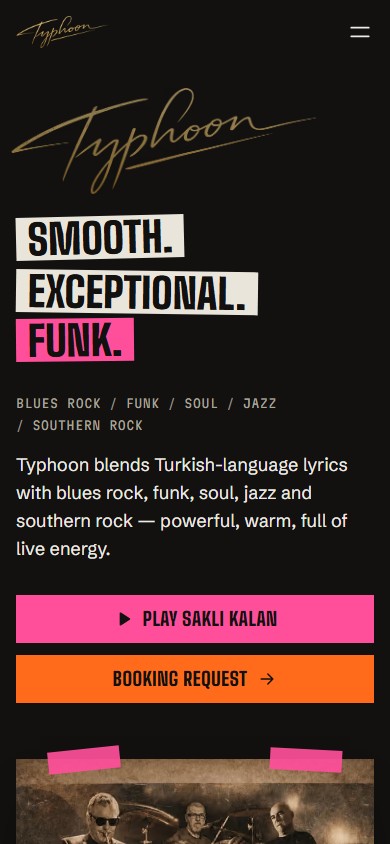 Typhoon
Typhoon
SMOOTH.
EXCEPTIONAL.
FUNK.
BLUES ROCK / FUNK / SOUL / JAZZ
/ SOUTHERN ROCK
Typhoon blends Turkish-language lyrics
with blues rock, funk, soul, jazz and
southern rock — powerful, warm, full of
live energy.
PLAY SAKLI KALAN
BOOKING REQUEST →